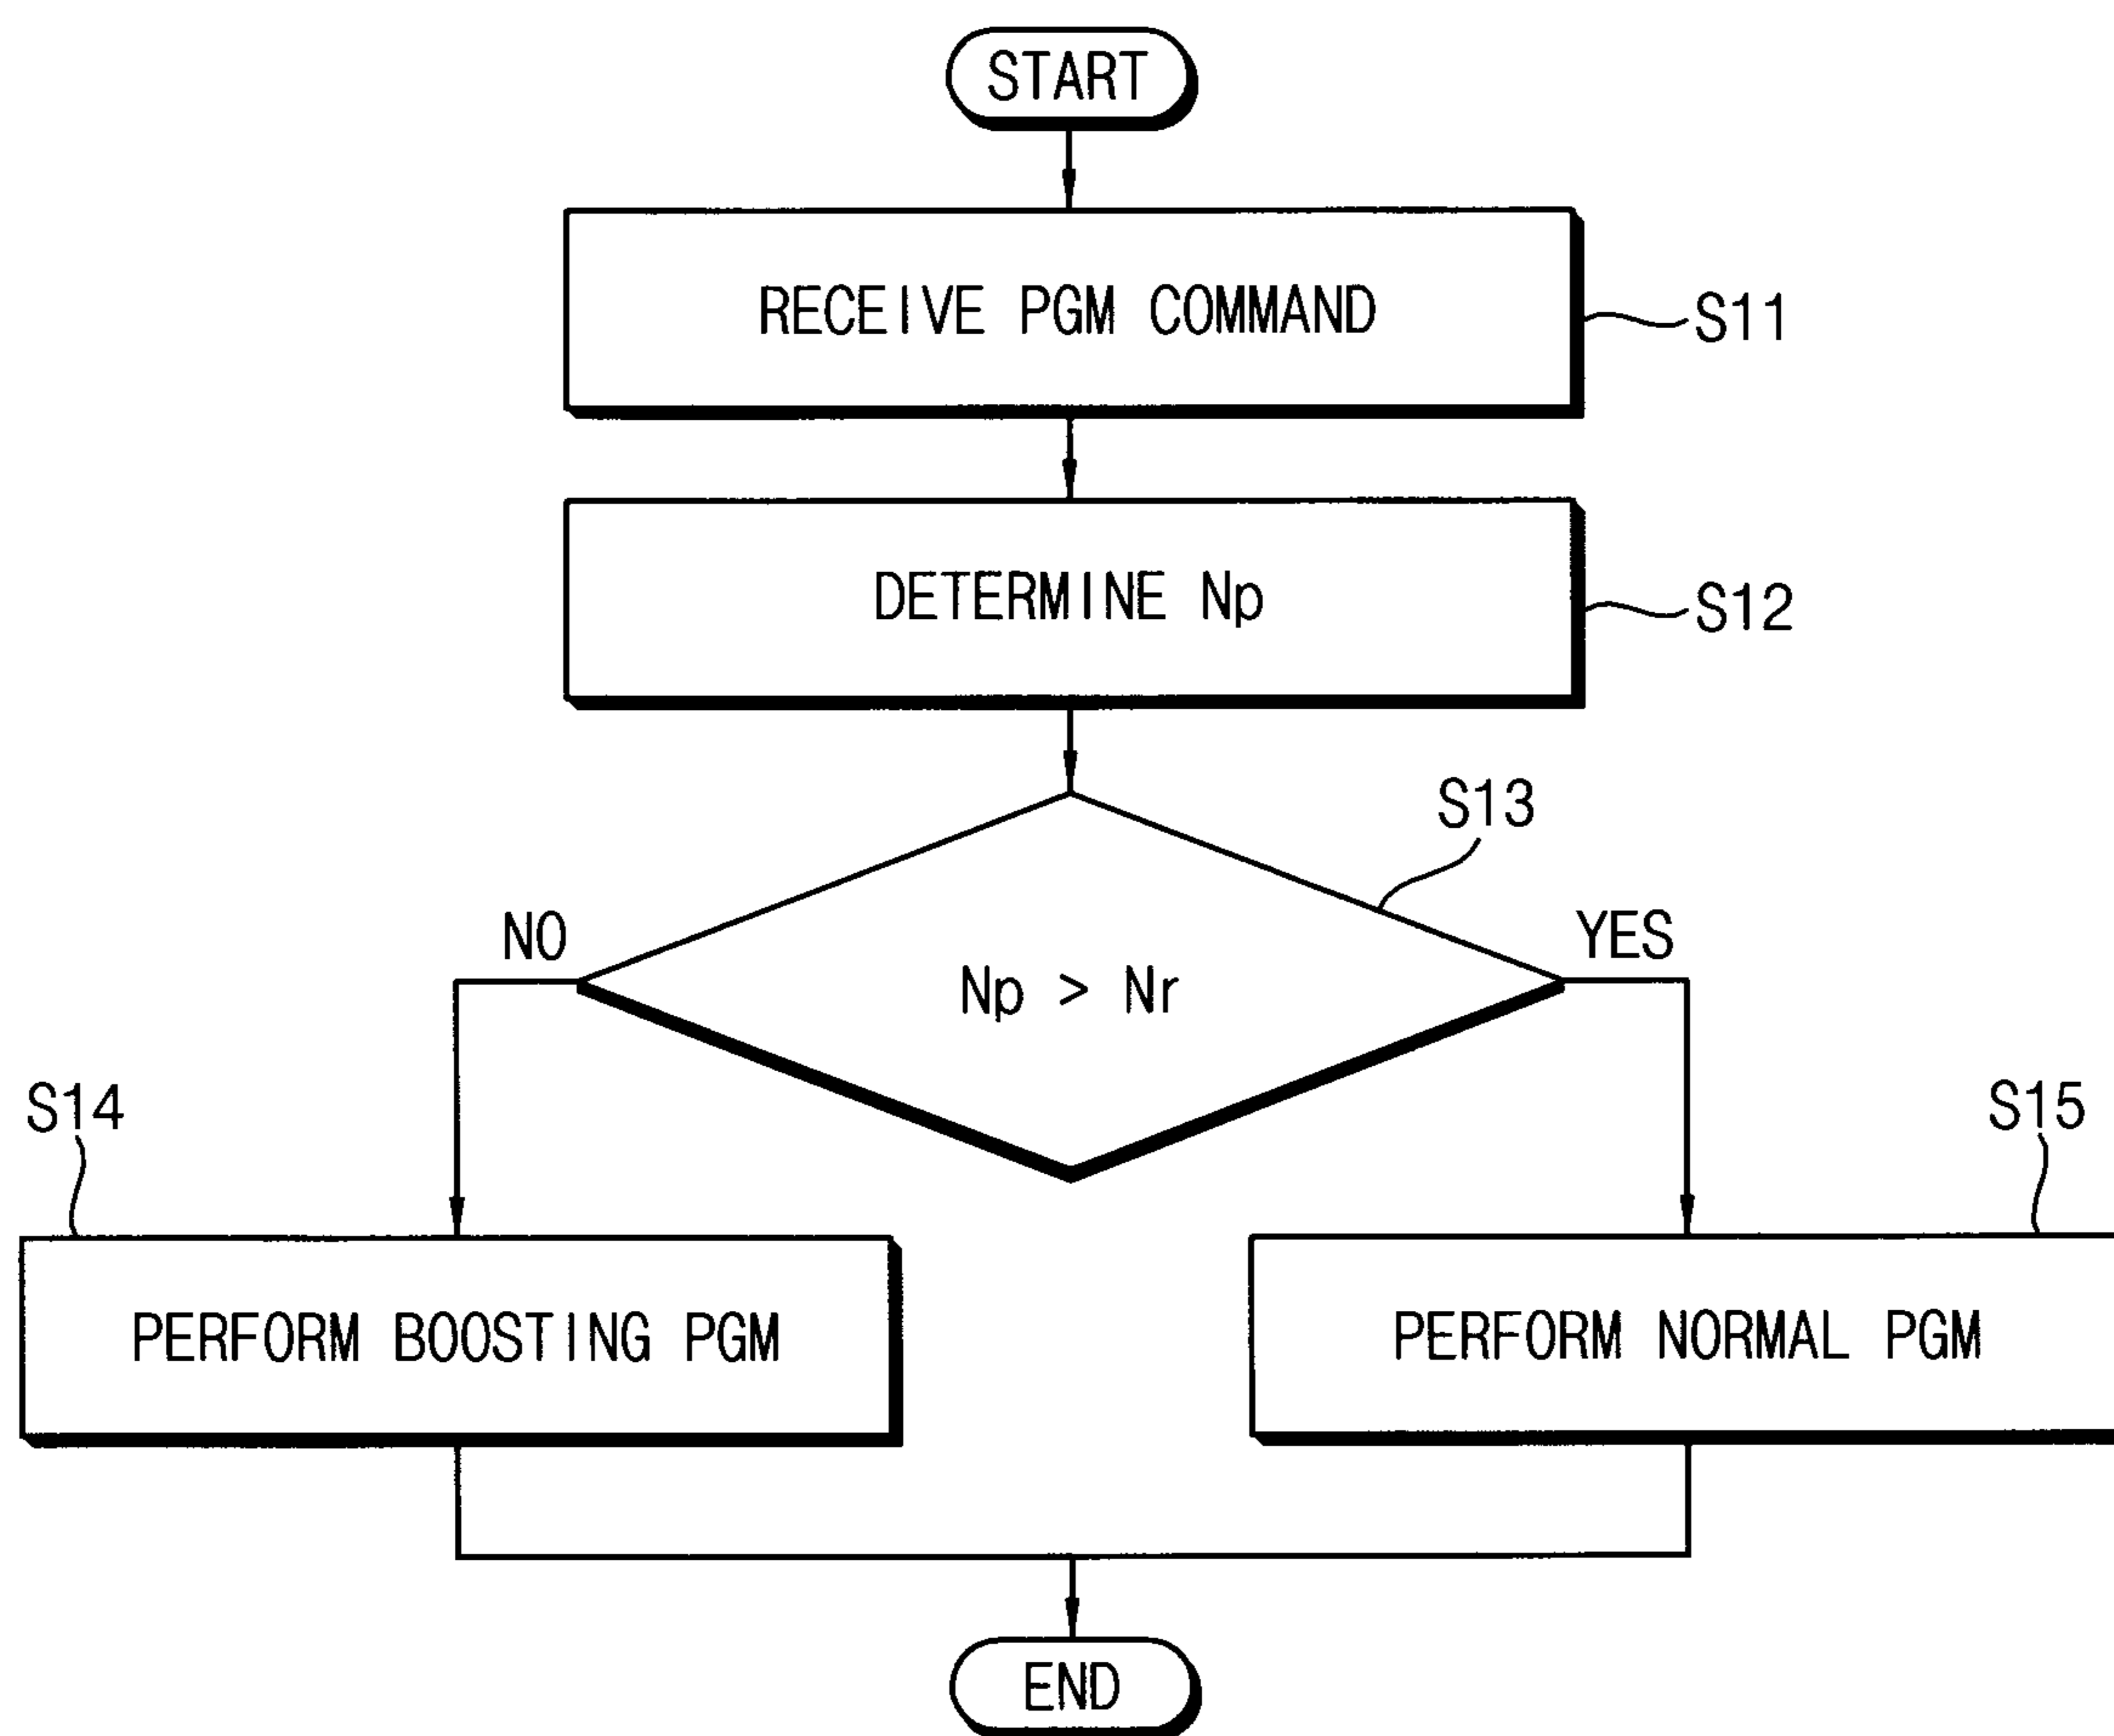 START
RECEIVE PGM COMMAND
S11
DETERMINE Np
S12
S13
NO
YES
Np > Nr
S14
S15
PERFORM BOOSTING PGM
PERFORM NORMAL PGM
END